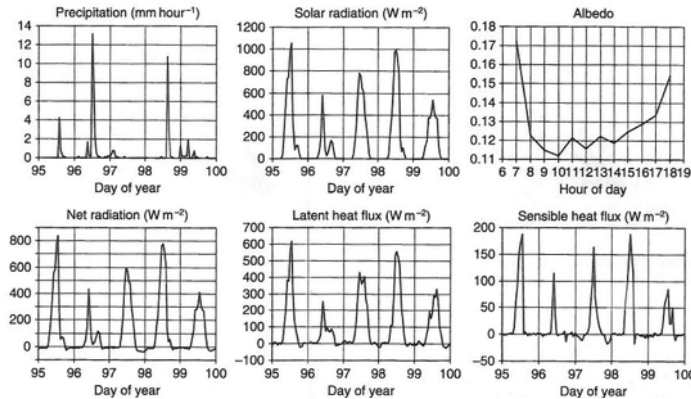 Precipitation (mm hour⁻¹)
14
12
10
8
6
4
2
0
95 96 97 98 99 100
Day of year
Solar radiation (W m⁻²)
1200
1000
800
600
400
200
0
95 96 97 98 99 100
Day of year
Albedo
0.18
0.17
0.16
0.15
0.14
0.13
0.12
0.11
6 7 8 9 10 11 12 13 14 15 16 17 18 19
Hour of day
Net radiation (W m⁻²)
800
600
400
200
0
95 96 97 98 99 100
Day of year
Latent heat flux (W m⁻²)
700
600
500
400
300
200
100
0
−100
95 96 97 98 99 100
Day of year
Sensible heat flux (W m⁻²)
200
150
100
50
0
−50
95 96 97 98 99 100
Day of year